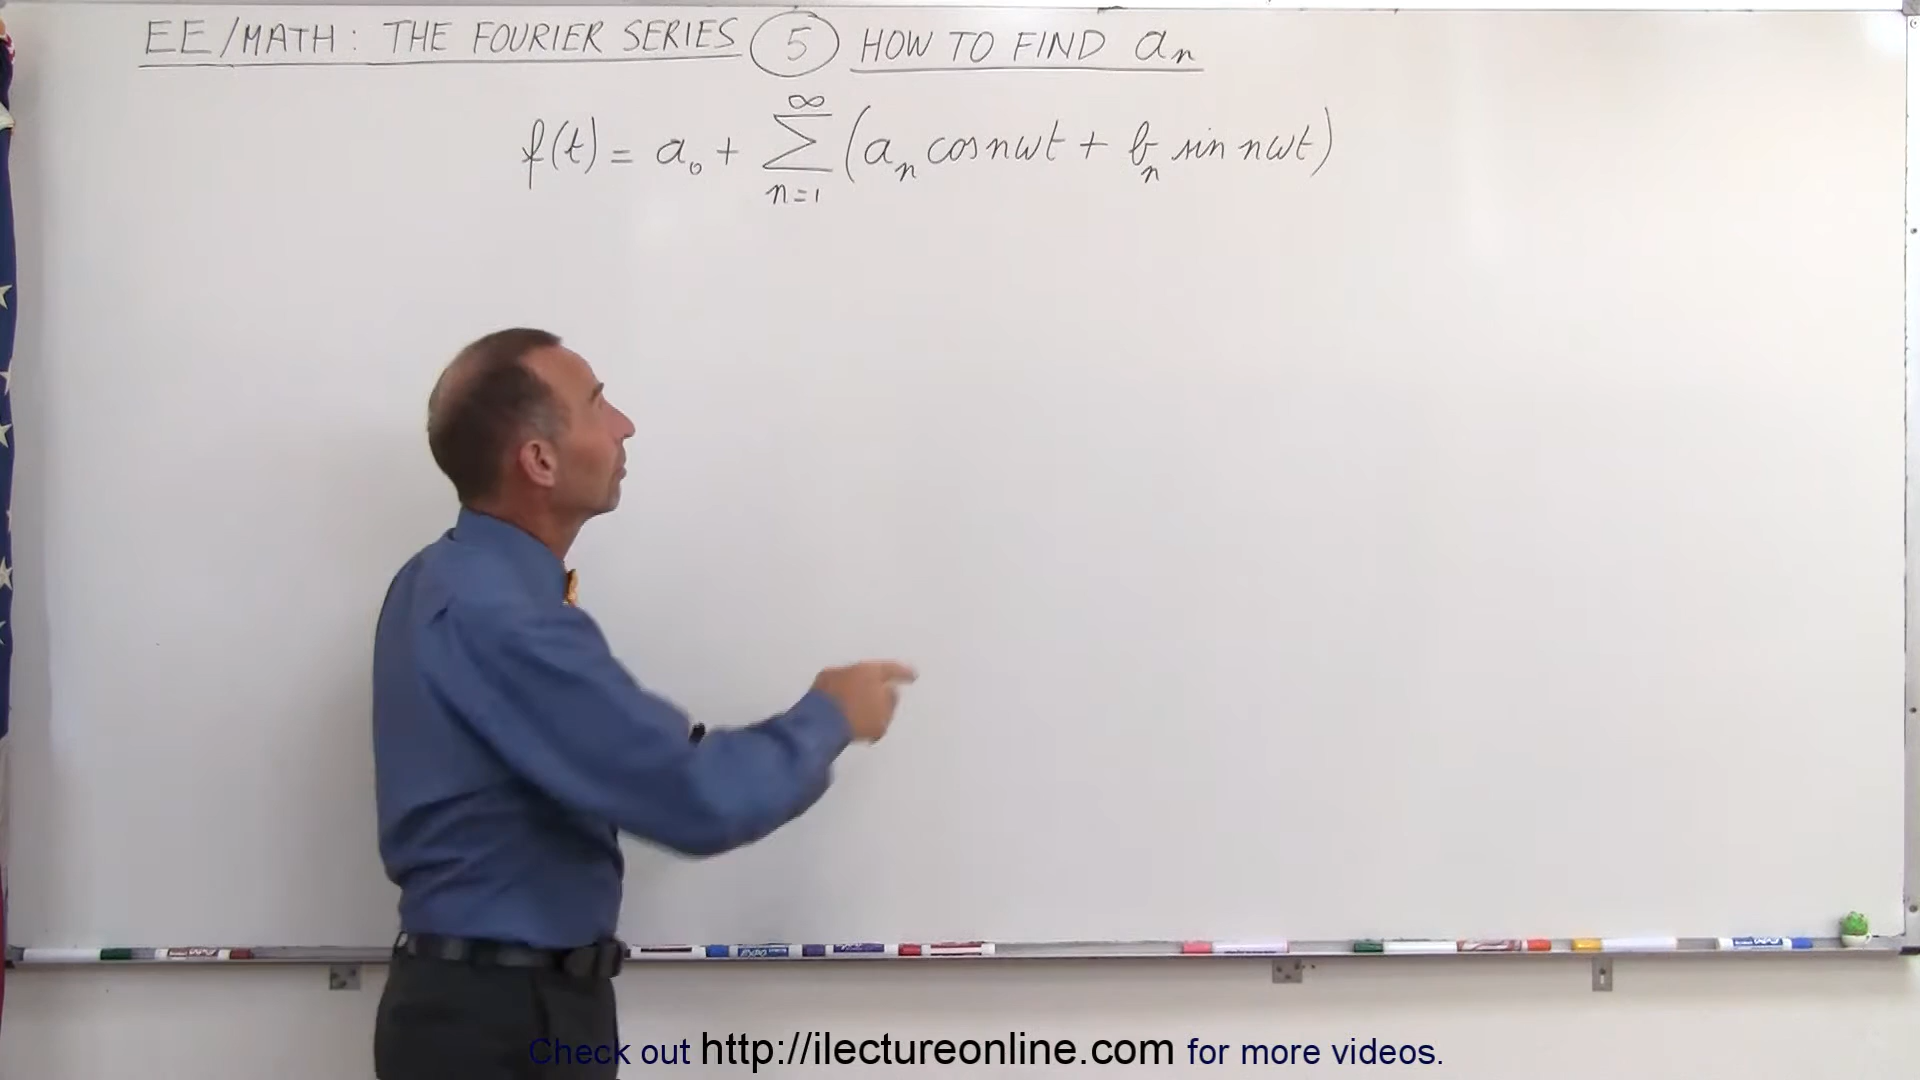 EE/MATH: THE FOURIER SERIES 5 HOW TO FIND aₙ
f(t) = a₀ + ∞∑n=1 (aₙ cos nωt + bₙ sin nωt)
Check out http://ilectureonline.com for more videos.